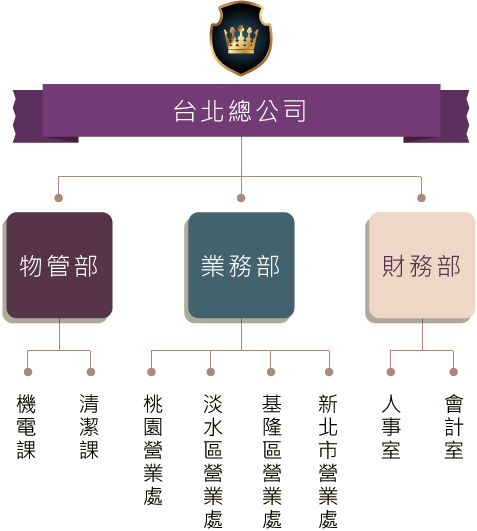 台北總公司
物管部
業務部
財務部
機電課
清潔課
桃園營業處
淡水區營業處
基隆區營業處
新北市營業處
人事室
會計室